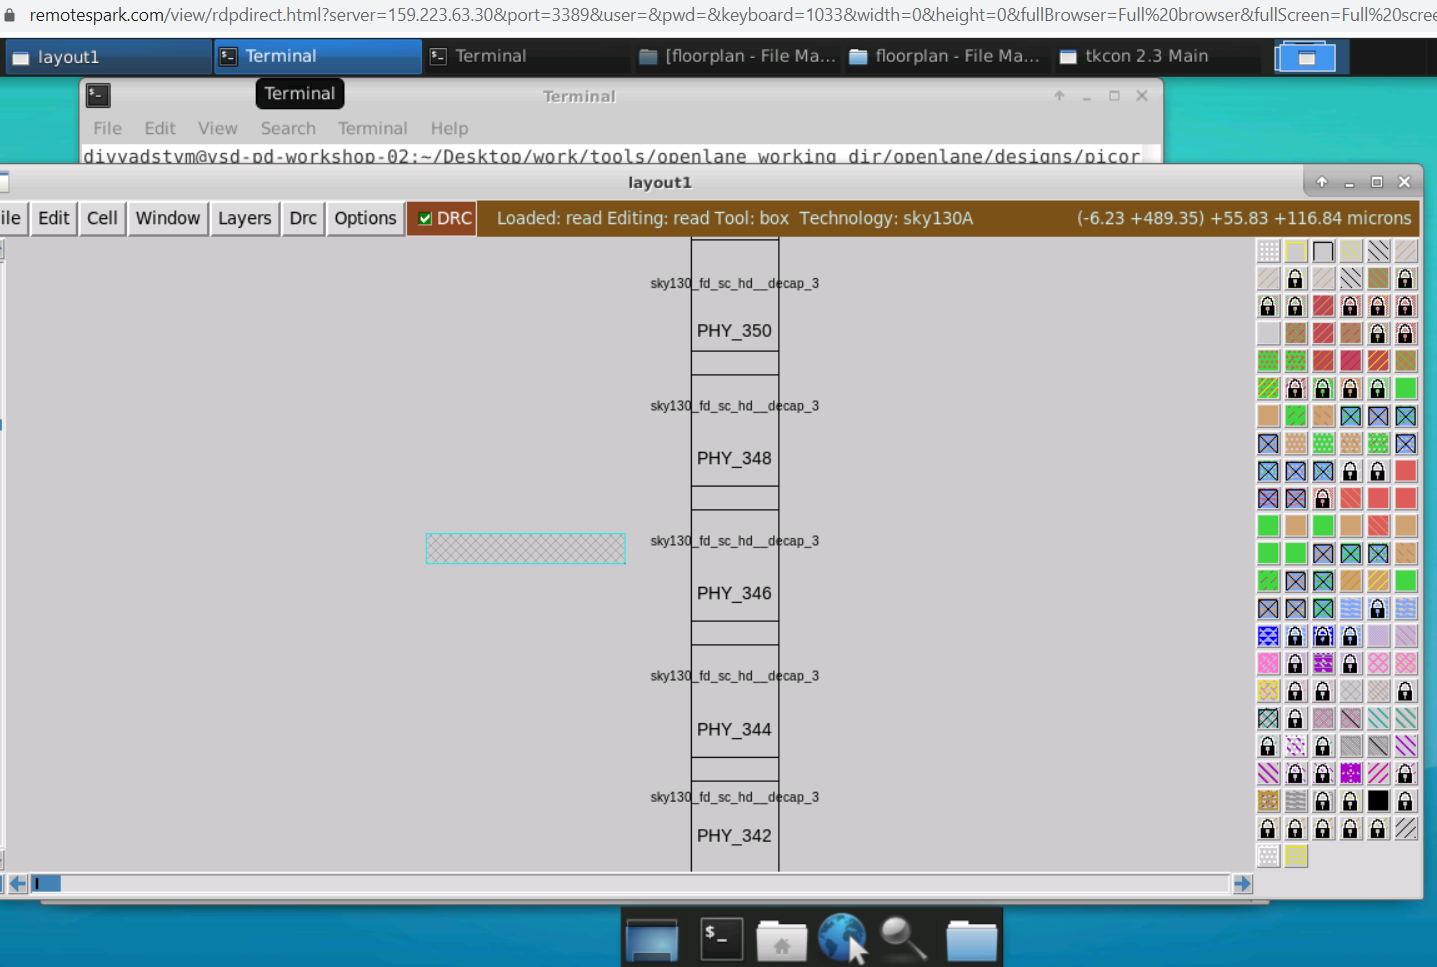 remotespark.com/view/rdpdirect.html?server=159.223.63.30&port=3389&user=&pwd=&keyboard=1033&width=0&height=0&fullBrowser=Full%20browser&fullScreen=Full%20scree
layout1 Terminal Terminal [floorplan - File Ma... floorplan - File Ma... tkcon 2.3 Main
Terminal Terminal
File Edit View Search Terminal Help
divyadstvm@vsd-pd-workshop-02:~/Desktop/work/tools/openlane_working_dir/openlane/designs/picor
layout1
ile Edit Cell Window Layers Drc Options DRC Loaded: read Editing: read Tool: box Technology: sky130A (-6.23 +489.35) +55.83 +116.84 microns
sky130_fd_sc_hd__decap_3
PHY_350
sky130_fd_sc_hd__decap_3
PHY_348
sky130_fd_sc_hd__decap_3
PHY_346
sky130_fd_sc_hd__decap_3
PHY_344
sky130_fd_sc_hd__decap_3
PHY_342